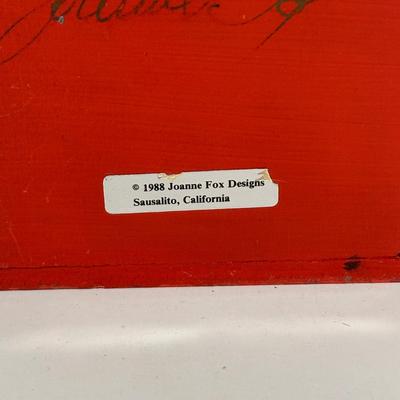 © 1988 Joanne Fox Designs
Sausalito, California